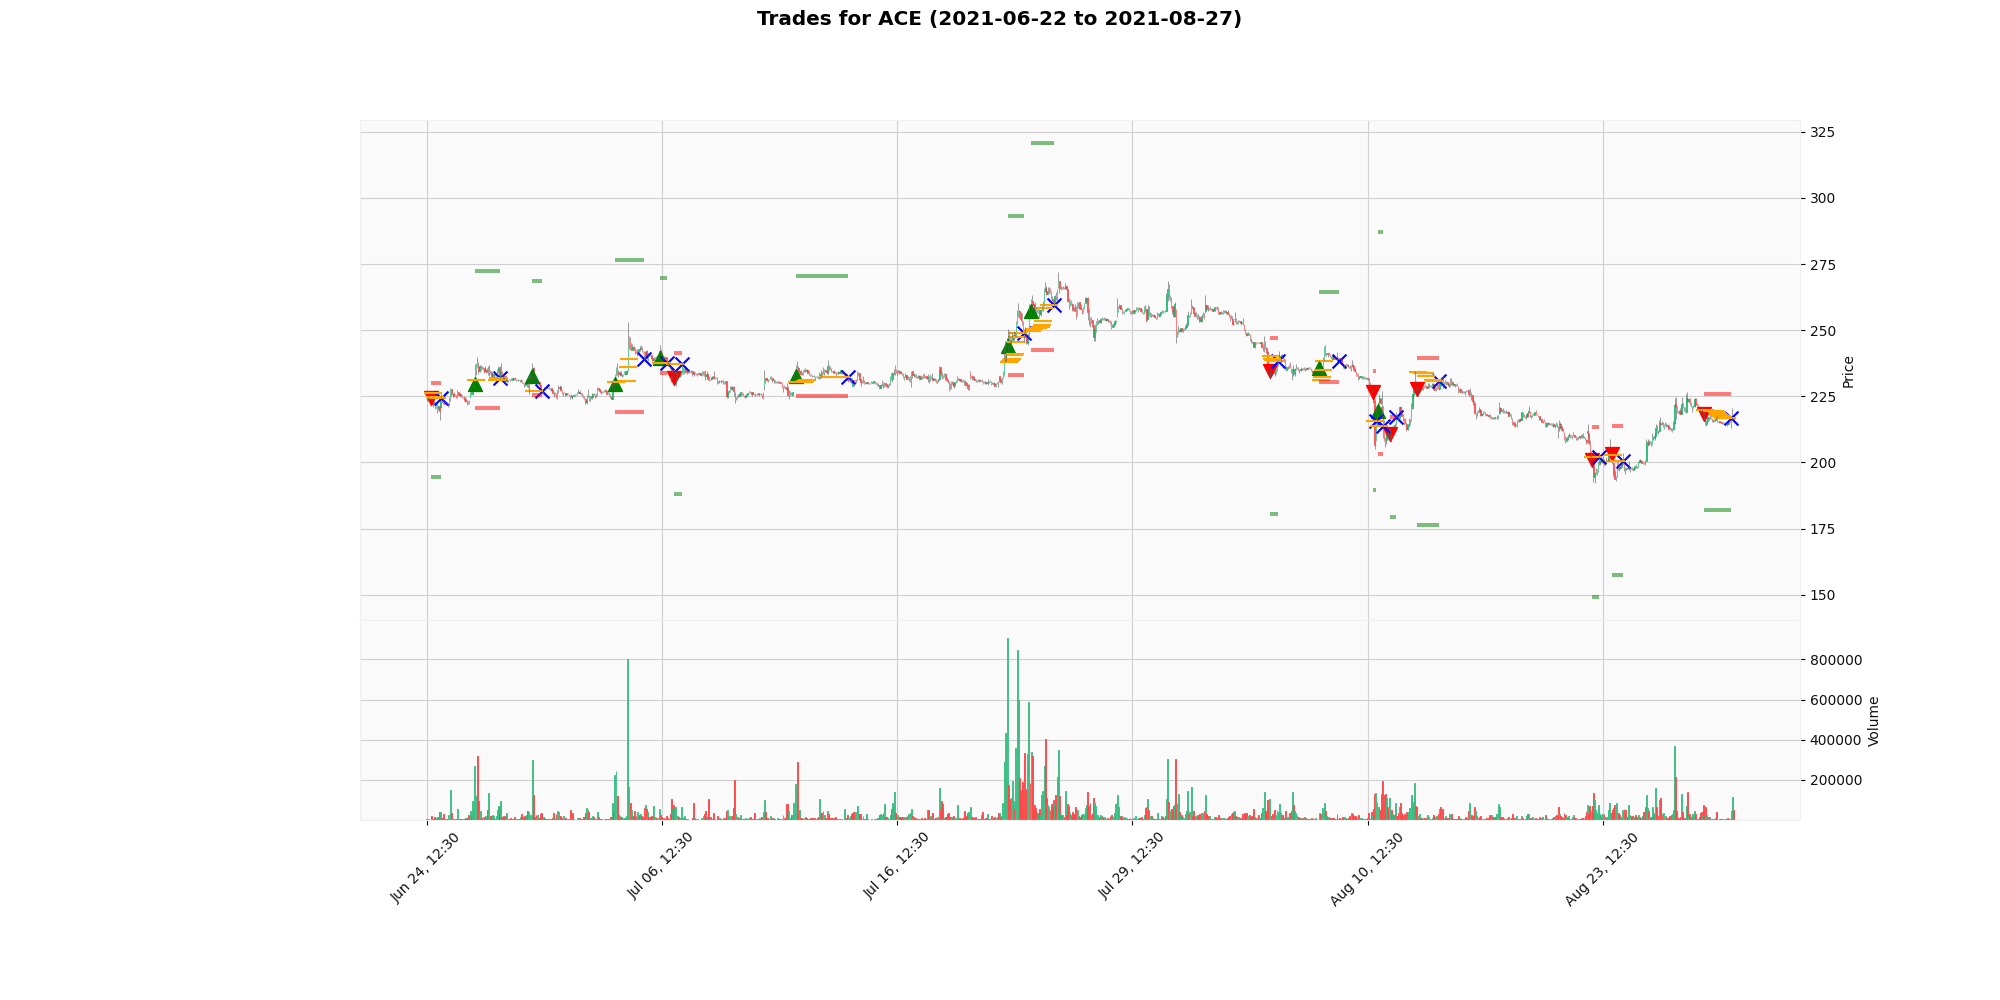 Trades for ACE (2021-06-22 to 2021-08-27)
325
300
275
250
225
200
175
150
Price
800000
600000
400000
200000
Volume
Jun 24, 12:30
Jul 06, 12:30
Jul 16, 12:30
Jul 29, 12:30
Aug 10, 12:30
Aug 23, 12:30